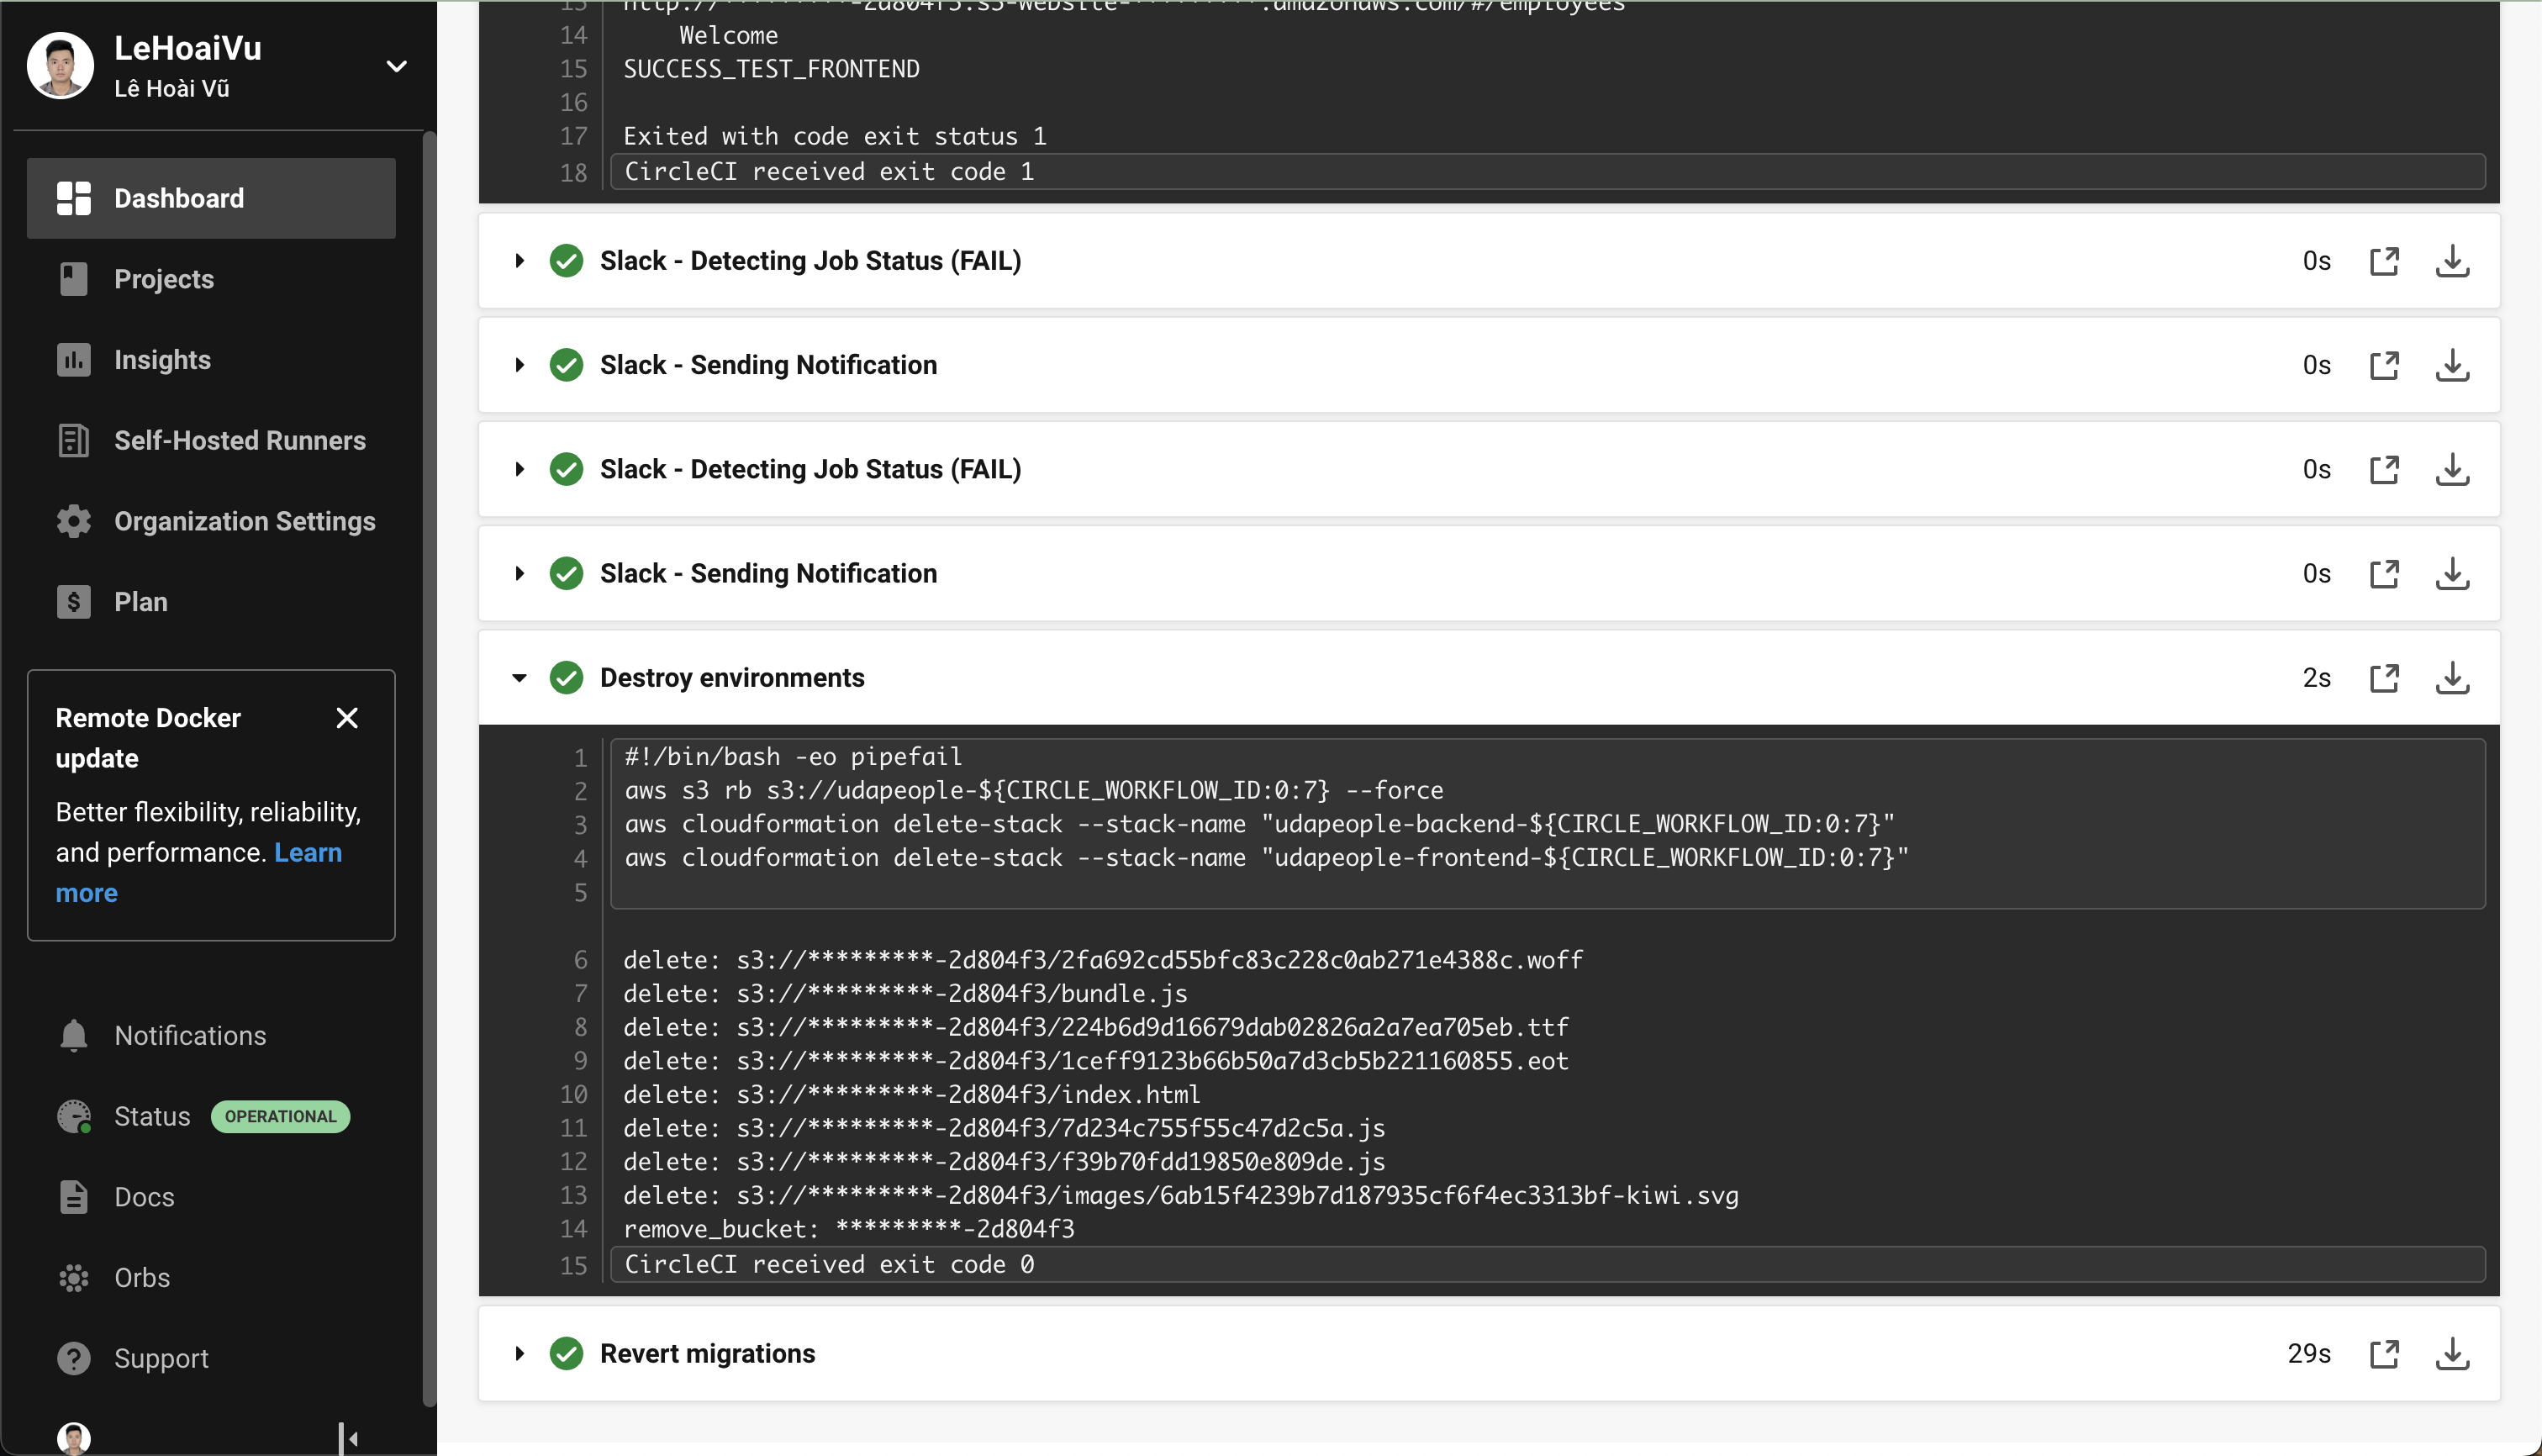 LeHoaiVu
Lê Hoài Vũ
Dashboard
Projects
Insights
Self-Hosted Runners
Organization Settings
Plan
Remote Docker
update
Better flexibility, reliability,
and performance. Learn
more
Notifications
Status OPERATIONAL
Docs
Orbs
Support
13 http://*********-2d804f3.s3-website-*********.amazonaws.com/#/employees
14 Welcome
15 SUCCESS_TEST_FRONTEND
16
17 Exited with code exit status 1
18 CircleCI received exit code 1
Slack - Detecting Job Status (FAIL) 0s
Slack - Sending Notification 0s
Slack - Detecting Job Status (FAIL) 0s
Slack - Sending Notification 0s
Destroy environments 2s
1 #!/bin/bash -eo pipefail
2 aws s3 rb s3://udapeople-${CIRCLE_WORKFLOW_ID:0:7} --force
3 aws cloudformation delete-stack --stack-name "udapeople-backend-${CIRCLE_WORKFLOW_ID:0:7}"
4 aws cloudformation delete-stack --stack-name "udapeople-frontend-${CIRCLE_WORKFLOW_ID:0:7}"
5
6 delete: s3://*********-2d804f3/2fa692cd55bfc83c228c0ab271e4388c.woff
7 delete: s3://*********-2d804f3/bundle.js
8 delete: s3://*********-2d804f3/224b6d9d16679dab02826a2a7ea705eb.ttf
9 delete: s3://*********-2d804f3/1ceff9123b66b50a7d3cb5b221160855.eot
10 delete: s3://*********-2d804f3/index.html
11 delete: s3://*********-2d804f3/7d234c755f55c47d2c5a.js
12 delete: s3://*********-2d804f3/f39b70fdd19850e809de.js
13 delete: s3://*********-2d804f3/images/6ab15f4239b7d187935cf6f4ec3313bf-kiwi.svg
14 remove_bucket: *********-2d804f3
15 CircleCI received exit code 0
Revert migrations 29s